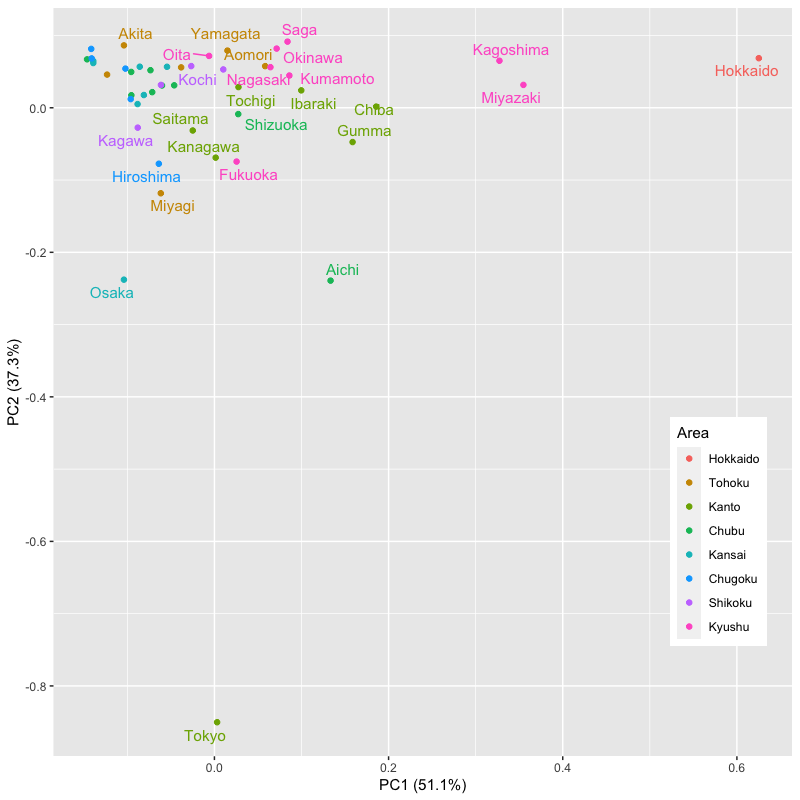 Akita
Yamagata
Saga
Oita
Aomori
Okinawa
Kagoshima
Hokkaido
Kochi
Nagasaki
Kumamoto
Miyazaki
Tochigi
Ibaraki
Chiba
Saitama
Shizuoka
Gumma
Kagawa
Kanagawa
Hiroshima
Fukuoka
Miyagi
Aichi
Osaka
Tokyo
0.0
-0.2
-0.4
-0.6
-0.8
PC2 (37.3%)
0.0
0.2
0.4
0.6
PC1 (51.1%)
Area
Hokkaido
Tohoku
Kanto
Chubu
Kansai
Chugoku
Shikoku
Kyushu